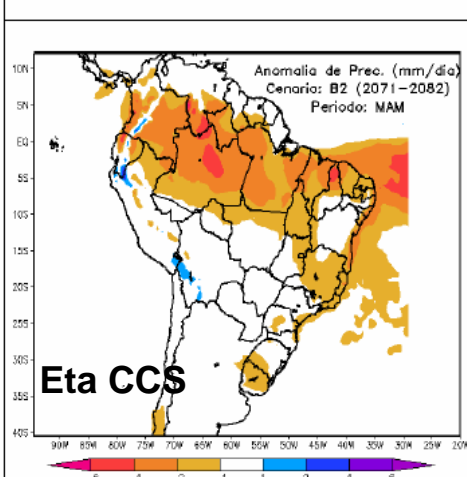 Anomalia de Prec. (mm/dia)
Cenario: B2 (2071-2082)
Periodo: MAM
10N
5N
EQ
5S
10S
15S
20S
25S
30S
35S
40S
Eta CCS
90W 85W 80W 75W 70W 65W 60W 55W 50W 45W 40W 35W 30W 25W 20W